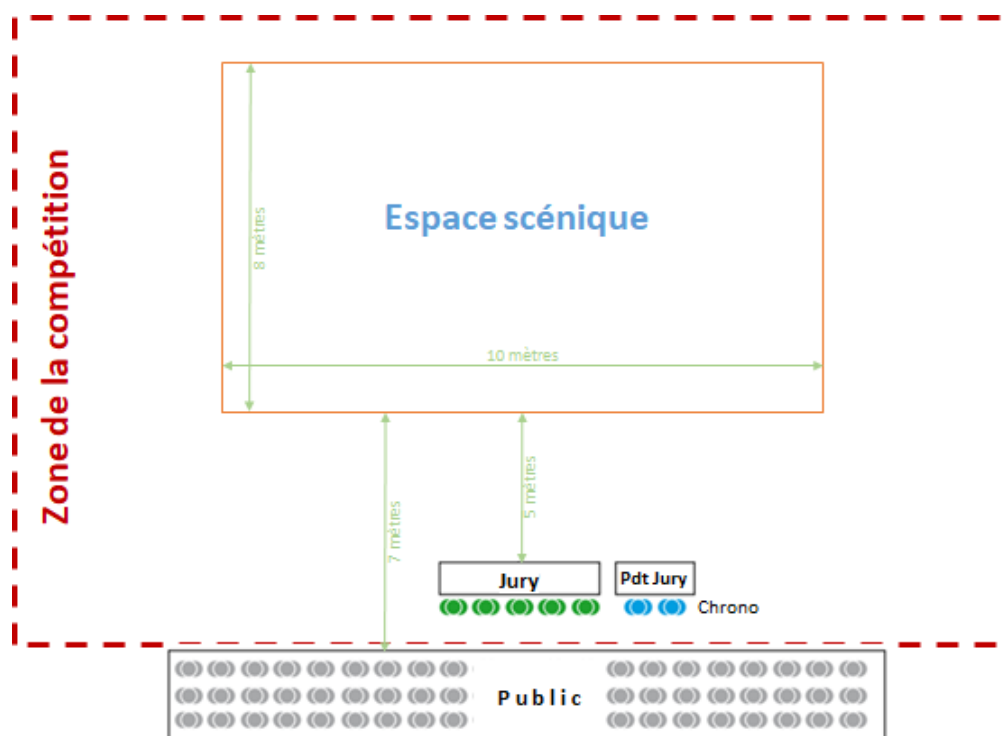 Zone de la compétition
Espace scénique
8 mètres
10 mètres
7 mètres
5 mètres
Jury
Pdt Jury
Chrono
Public